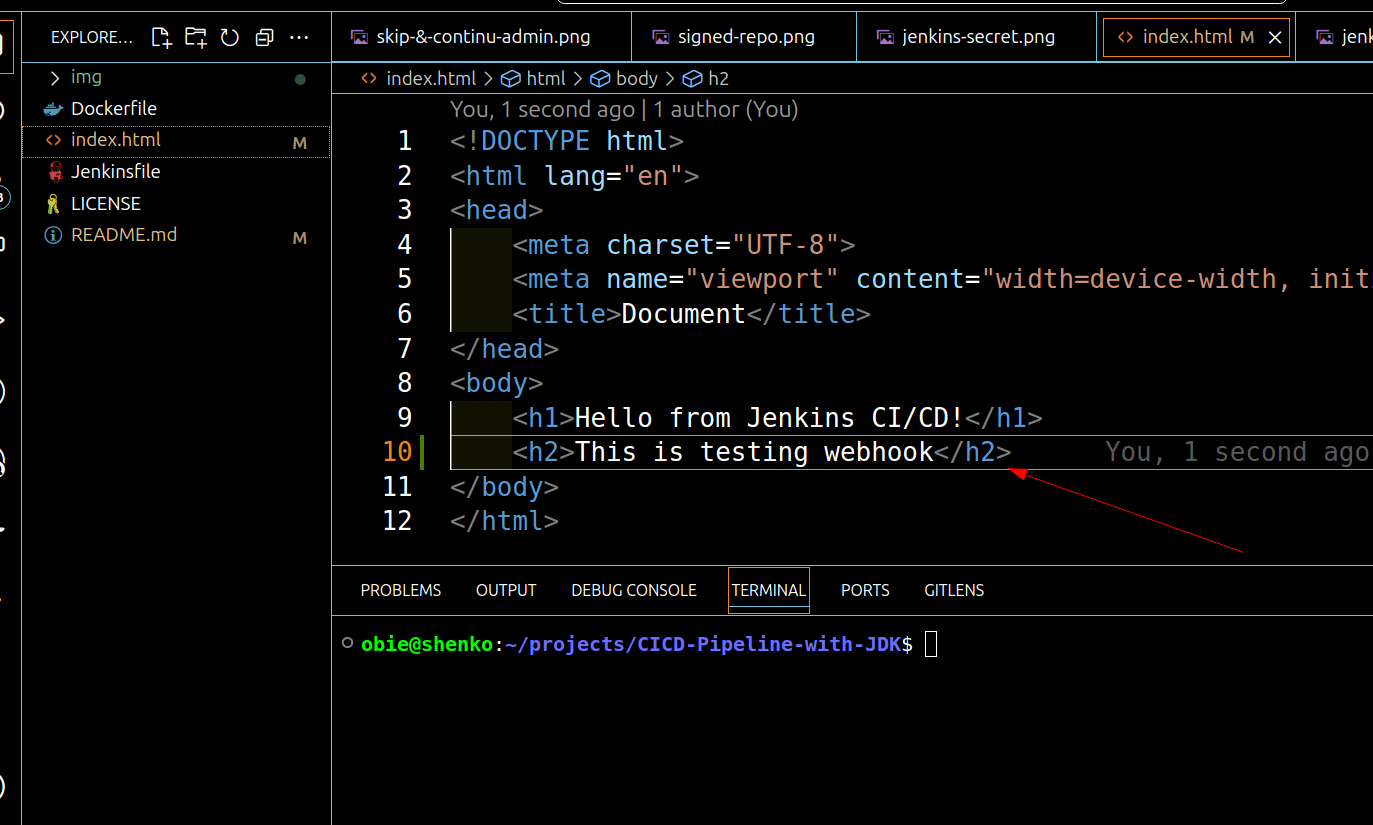 EXPLORE...
skip-&-continu-admin.png
signed-repo.png
jenkins-secret.png
index.html M
img
Dockerfile
index.html M
Jenkinsfile
LICENSE
README.md M
index.html > html > body > h2
You, 1 second ago | 1 author (You)
1 <!DOCTYPE html>
2 <html lang="en">
3 <head>
4 <meta charset="UTF-8">
5 <meta name="viewport" content="width=device-width,
6 <title>Document</title>
7 </head>
8 <body>
9 <h1>Hello from Jenkins CI/CD!</h1>
10 <h2>This is testing webhook</h2> You, 1 second ago
11 </body>
12 </html>
PROBLEMS OUTPUT DEBUG CONSOLE TERMINAL PORTS GITLENS
obie@shenko:~/projects/CICD-Pipeline-with-JDK$